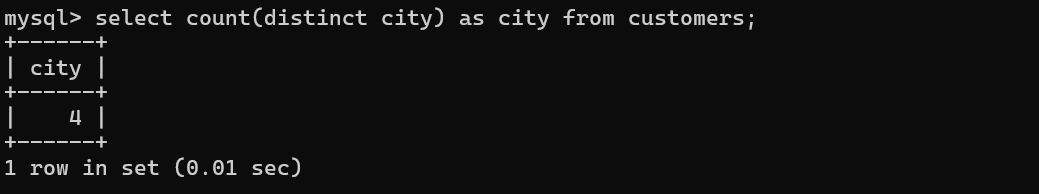 mysql> select count(distinct city) as city from customers;
+------+
| city |
+------+
|    4 |
+------+
1 row in set (0.01 sec)